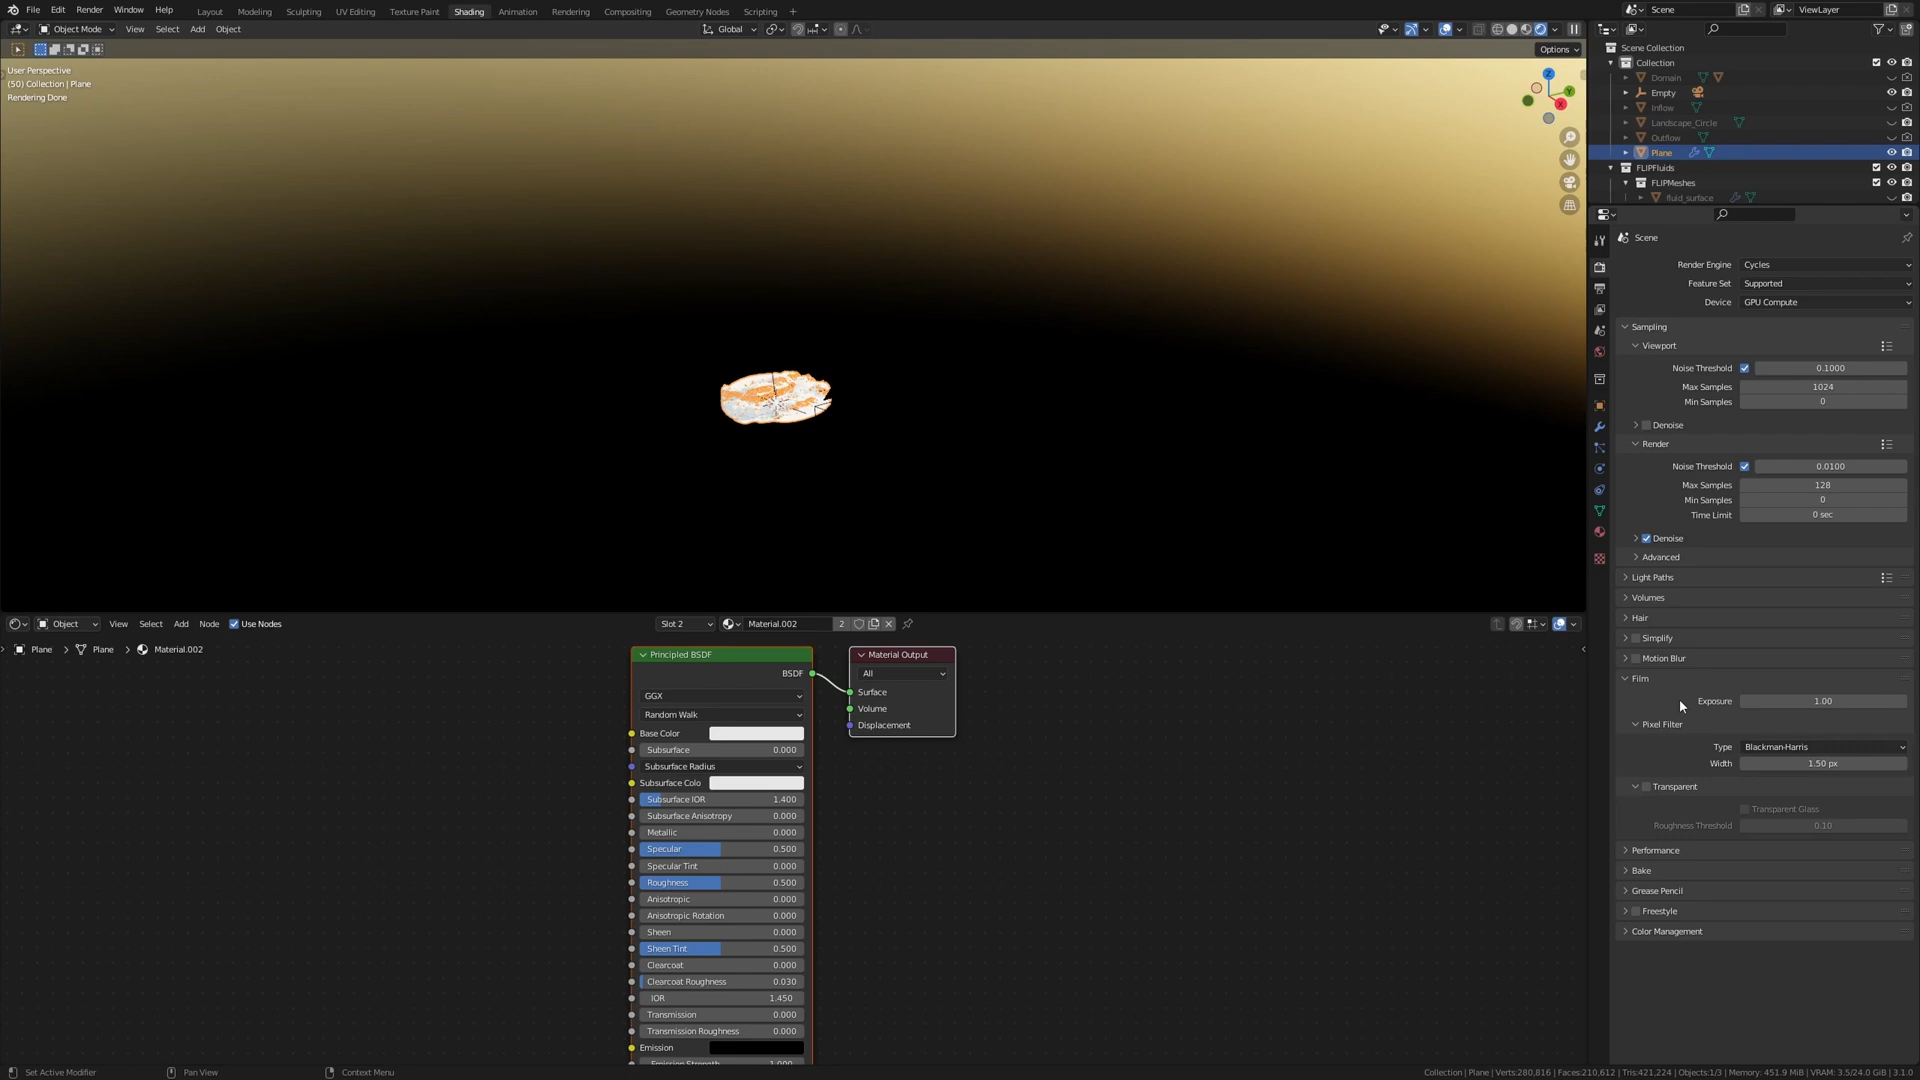 File Edit Render Window Help Layout Modeling Sculpting UV Editing Texture Paint Shading Animation Rendering Compositing Geometry Nodes Scripting + Scene ViewLayer
Object Mode View Select Add Object Global
Options
User Perspective
(50) Collection | Plane
Rendering Done
Z
Y
X
Scene Collection
Collection
Domain
Empty
Inflow
Landscape_Circle
Outflow
Plane
FLIPFluids
FLIPMeshes
fluid_surface
Scene
Render Engine Cycles
Feature Set Supported
Device GPU Compute
Sampling
Viewport
Noise Threshold 0.1000
Max Samples 1024
Min Samples 0
Denoise
Render
Noise Threshold 0.0100
Max Samples 128
Min Samples 0
Time Limit 0 sec
Denoise
Advanced
Light Paths
Volumes
Hair
Simplify
Motion Blur
Film
Exposure 1.00
Pixel Filter
Type Blackman-Harris
Width 1.50 px
Transparent
Transparent Glass
Roughness Threshold 0.10
Performance
Bake
Grease Pencil
Freestyle
Color Management
Object View Select Add Node Use Nodes Slot 2 Material.002 2
Plane > Plane > Material.002
Principled BSDF
BSDF
GGX
Random Walk
Base Color
Subsurface 0.000
Subsurface Radius
Subsurface Colo
Subsurface IOR 1.400
Subsurface Anisotropy 0.000
Metallic 0.000
Specular 0.500
Specular Tint 0.000
Roughness 0.500
Anisotropic 0.000
Anisotropic Rotation 0.000
Sheen 0.000
Sheen Tint 0.500
Clearcoat 0.000
Clearcoat Roughness 0.030
IOR 1.450
Transmission 0.000
Transmission Roughness 0.000
Emission
Emission Strength 1.000
Material Output
All
Surface
Volume
Displacement
Set Active Modifier Pan View Context Menu Collection | Plane | Verts:280,816 | Faces:210,612 | Tris:421,224 | Objects:1/3 | Memory: 451.9 MiB | VRAM: 3.5/24.0 GiB | 3.1.0